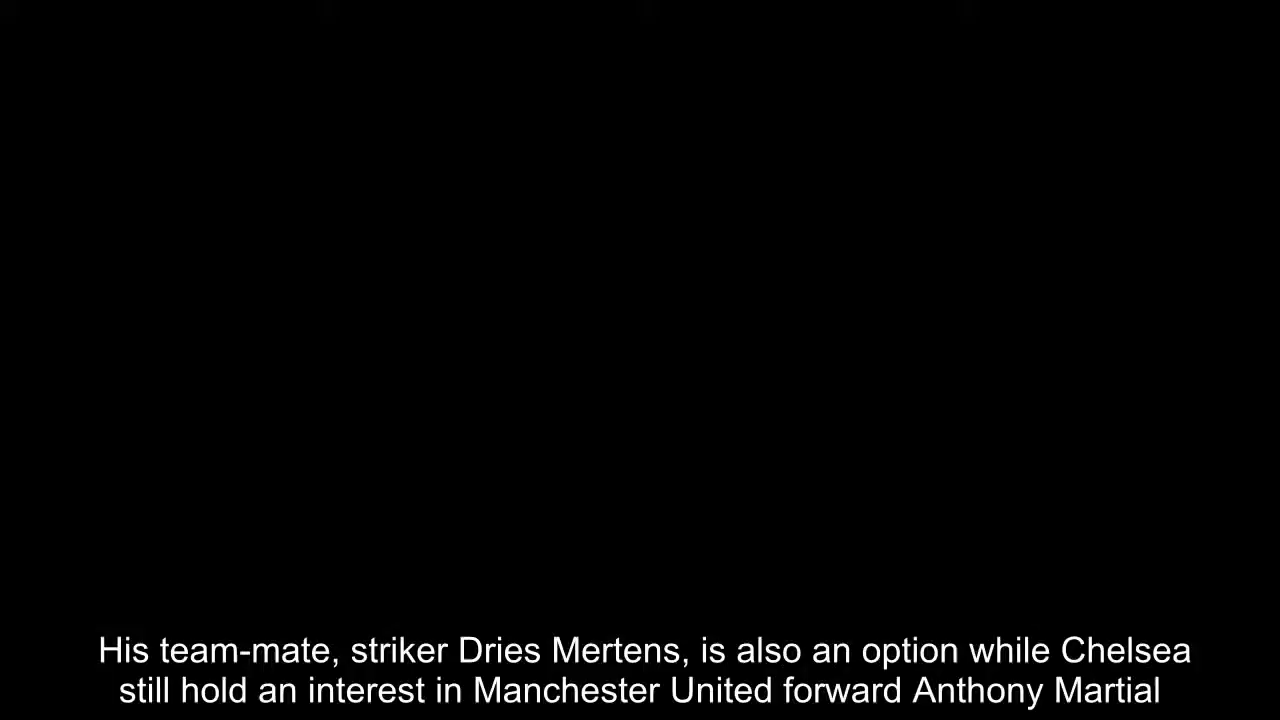 His team-mate, striker Dries Mertens, is also an option while Chelsea
still hold an interest in Manchester United forward Anthony Martial